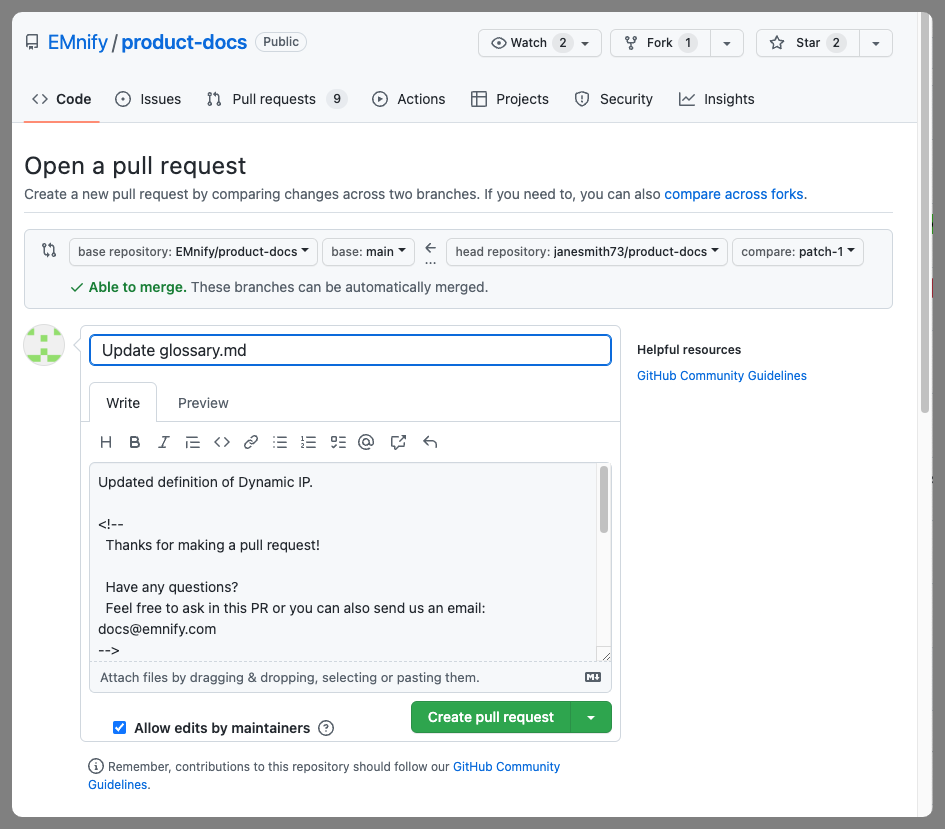 EMnify / product-docs Public
Watch 2
Fork 1
Star 2
Code
Issues
Pull requests 9
Actions
Projects
Security
Insights
Open a pull request
Create a new pull request by comparing changes across two branches. If you need to, you can also compare across forks.
base repository: EMnify/product-docs
base: main
...
head repository: janesmith73/product-docs
compare: patch-1
Able to merge. These branches can be automatically merged.
Update glossary.md
Helpful resources
GitHub Community Guidelines
Write
Preview
Updated definition of Dynamic IP.
<!--
Thanks for making a pull request!
Have any questions?
Feel free to ask in this PR or you can also send us an email:
docs@emnify.com
-->
Attach files by dragging & dropping, selecting or pasting them.
Allow edits by maintainers
Create pull request
Remember, contributions to this repository should follow our GitHub Community
Guidelines.